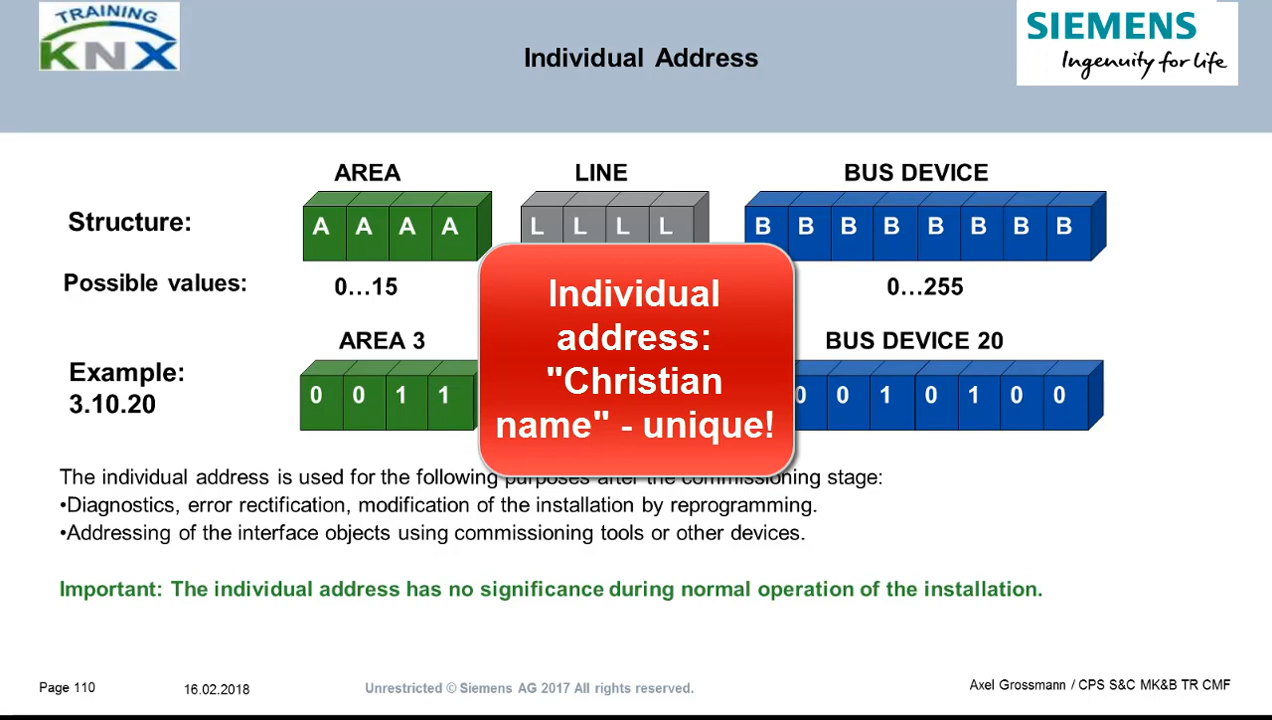 TRAINING
KNX
Individual Address
SIEMENS
Ingenuity for life
AREA LINE BUS DEVICE
Structure: A A A A L L L L B B B B B B B B
Possible values: 0...15 0...255
AREA 3 BUS DEVICE 20
Example:
3.10.20
0 0 1 1 0 0 1 0 1 0 0
Individual
address:
"Christian
name" - unique!
The individual address is used for the following purposes after the commissioning stage:
•Diagnostics, error rectification, modification of the installation by reprogramming.
•Addressing of the interface objects using commissioning tools or other devices.
Important: The individual address has no significance during normal operation of the installation.
Page 110 16.02.2018 Unrestricted © Siemens AG 2017 All rights reserved. Axel Grossmann / CPS S&C MK&B TR CMF